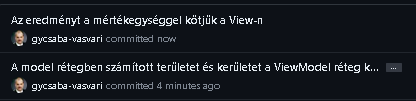 Az eredményt a mértékegységgel kötjük a View-n
gycsaba-vasvari committed now
A model rétegben számított területet és kerületet a ViewModel réteg k... ...
gycsaba-vasvari committed 4 minutes ago